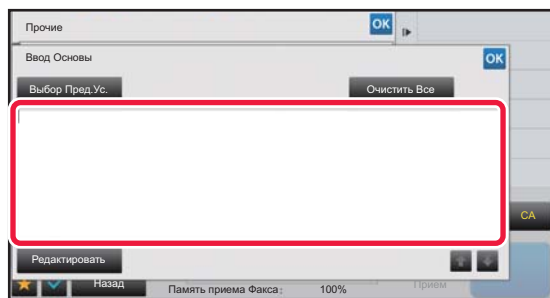 Прочие
OK
Ввод Основы
OK
Выбор Пред.Ус.
Очистить Все
CA
Редактировать
Назад
Память приема Факса:
100%
Прием